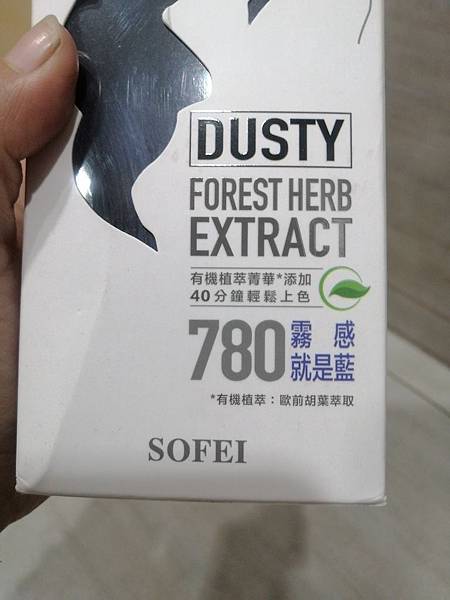 DUSTY
FOREST HERB
EXTRACT
有機植萃菁華*添加
40分鐘輕鬆上色
780 霧感
就是藍
*有機植萃：歐前胡葉萃取
SOFEI